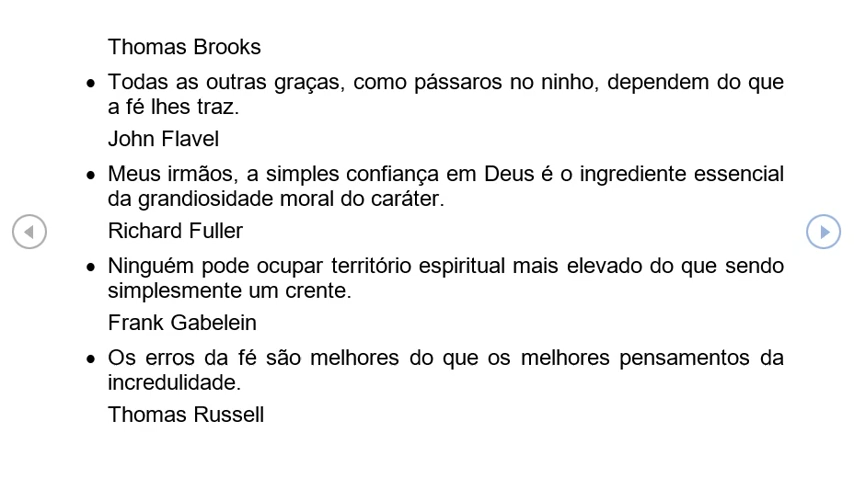 Thomas Brooks
• Todas as outras graças, como pássaros no ninho, dependem do que
a fé lhes traz.
John Flavel
• Meus irmãos, a simples confiança em Deus é o ingrediente essencial
da grandiosidade moral do caráter.
Richard Fuller
• Ninguém pode ocupar território espiritual mais elevado do que sendo
simplesmente um crente.
Frank Gabelein
• Os erros da fé são melhores do que os melhores pensamentos da
incredulidade.
Thomas Russell